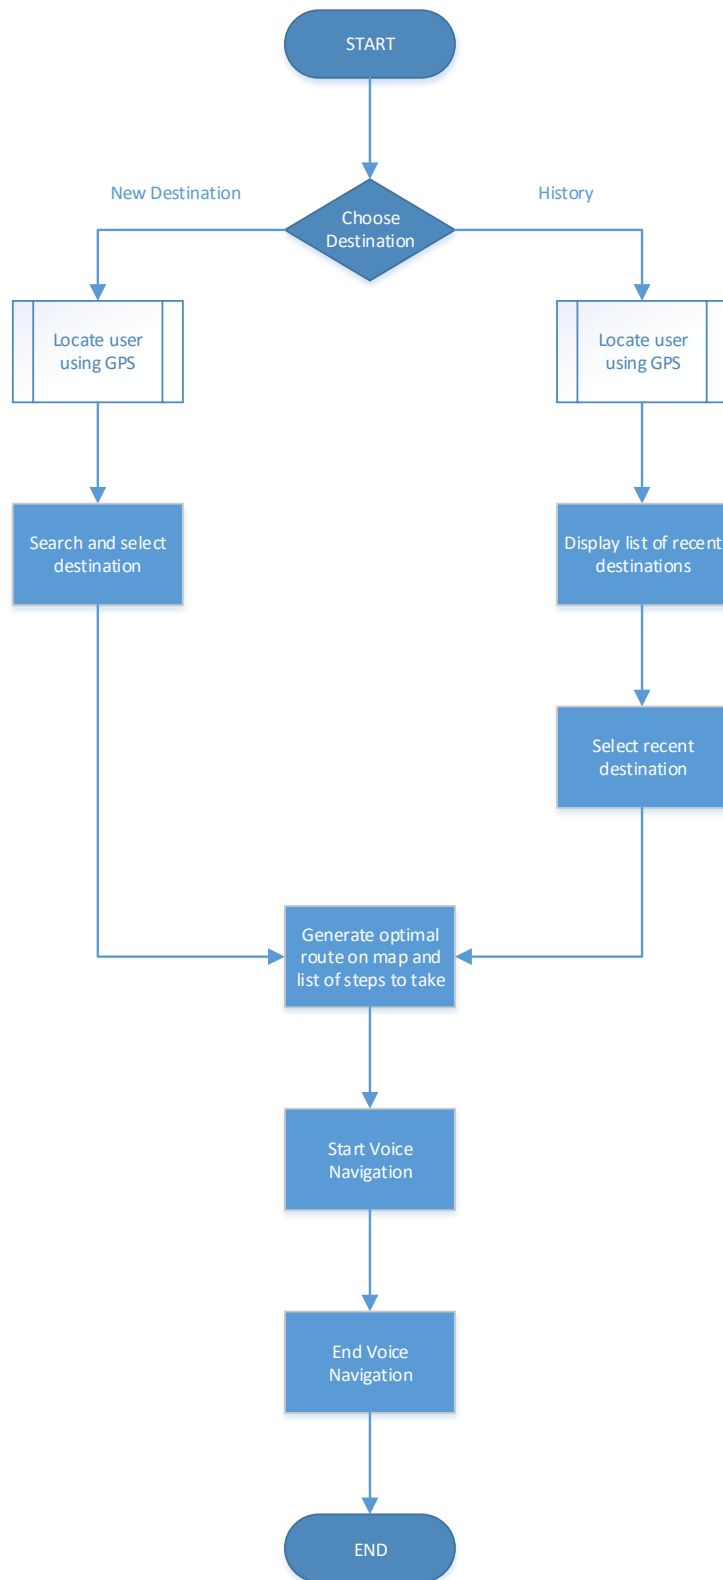 START
New Destination
History
Choose
Destination
Locate user
using GPS
Locate user
using GPS
Search and select
destination
Display list of recent
destinations
Select recent
destination
Generate optimal
route on map and
list of steps to take
Start Voice
Navigation
End Voice
Navigation
END